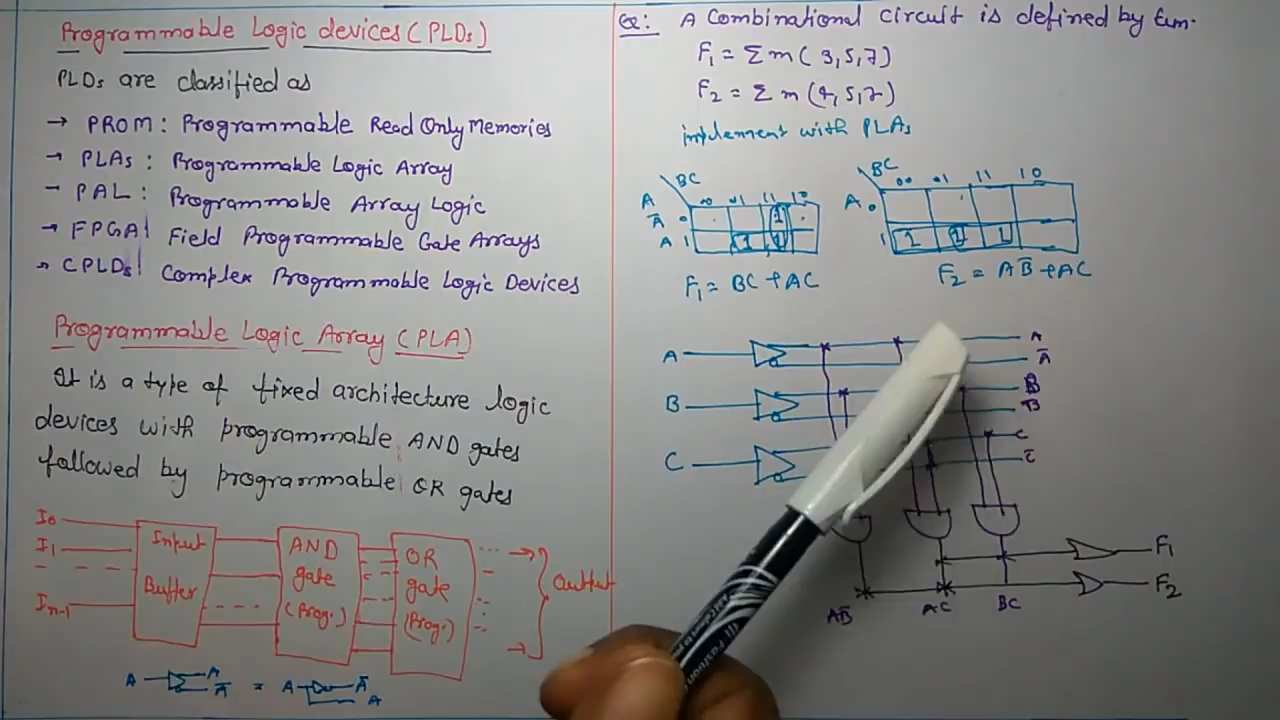 Programmable Logic devices (PLDs)
PLDs are classified as
→ PROM : Programmable Read Only Memories
→ PLAs : Programmable Logic Array
→ PAL : Programmable Array Logic
→ FPGA : Field Programmable Gate Arrays
→ CPLDs : Complex Programmable Logic Devices
Programmable Logic Array (PLA)
It is a type of fixed architecture logic
devices with programmable AND gates
followed by programmable OR gates
I0
I1
In-1
Input
Buffer
AND
gate
(Prog.)
OR
gate
(Prog.)
Output
A A Ā = A Ā A
Ex: A Combinational circuit is defined by fun.
F1 = Σ m ( 3, 5, 7 )
F2 = Σ m (4, 5, 7)
implement with PLAs
BC
A 00 01 11 10
Ā 0 1
A 1 1 1
F1 = BC + AC
BC
00 01 11 10
A 0
1 1 1 1
F2 = AB̄ + AC
A A
Ā
B B
B̄
C C
C̄
F1
F2
AB̄ AC BC